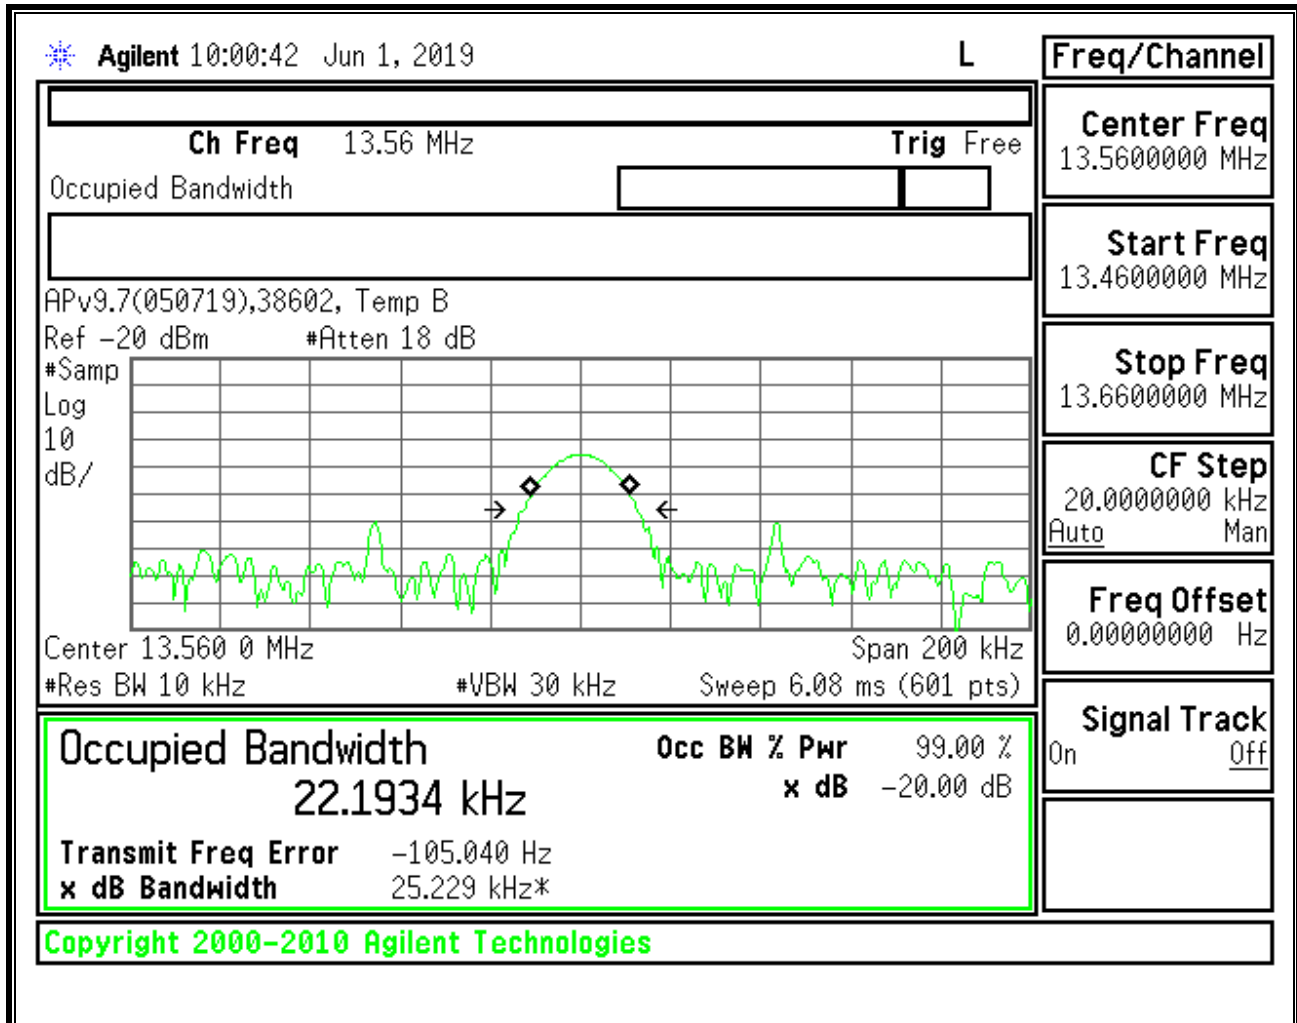 Agilent 10:00:42 Jun 1, 2019 L
Freq/Channel
Ch Freq 13.56 MHz Trig Free
Occupied Bandwidth
APv9.7(050719),38602, Temp B
Ref -20 dBm #Atten 18 dB
#Samp
Log
10
dB/
Center 13.560 0 MHz Span 200 kHz
#Res BW 10 kHz #VBW 30 kHz Sweep 6.08 ms (601 pts)
Occupied Bandwidth Occ BW % Pwr 99.00 %
22.1934 kHz x dB -20.00 dB
Transmit Freq Error -105.040 Hz
x dB Bandwidth 25.229 kHz*
Copyright 2000-2010 Agilent Technologies
Center Freq
13.5600000 MHz
Start Freq
13.4600000 MHz
Stop Freq
13.6600000 MHz
CF Step
20.0000000 kHz
Auto Man
Freq Offset
0.00000000 Hz
Signal Track
On Off